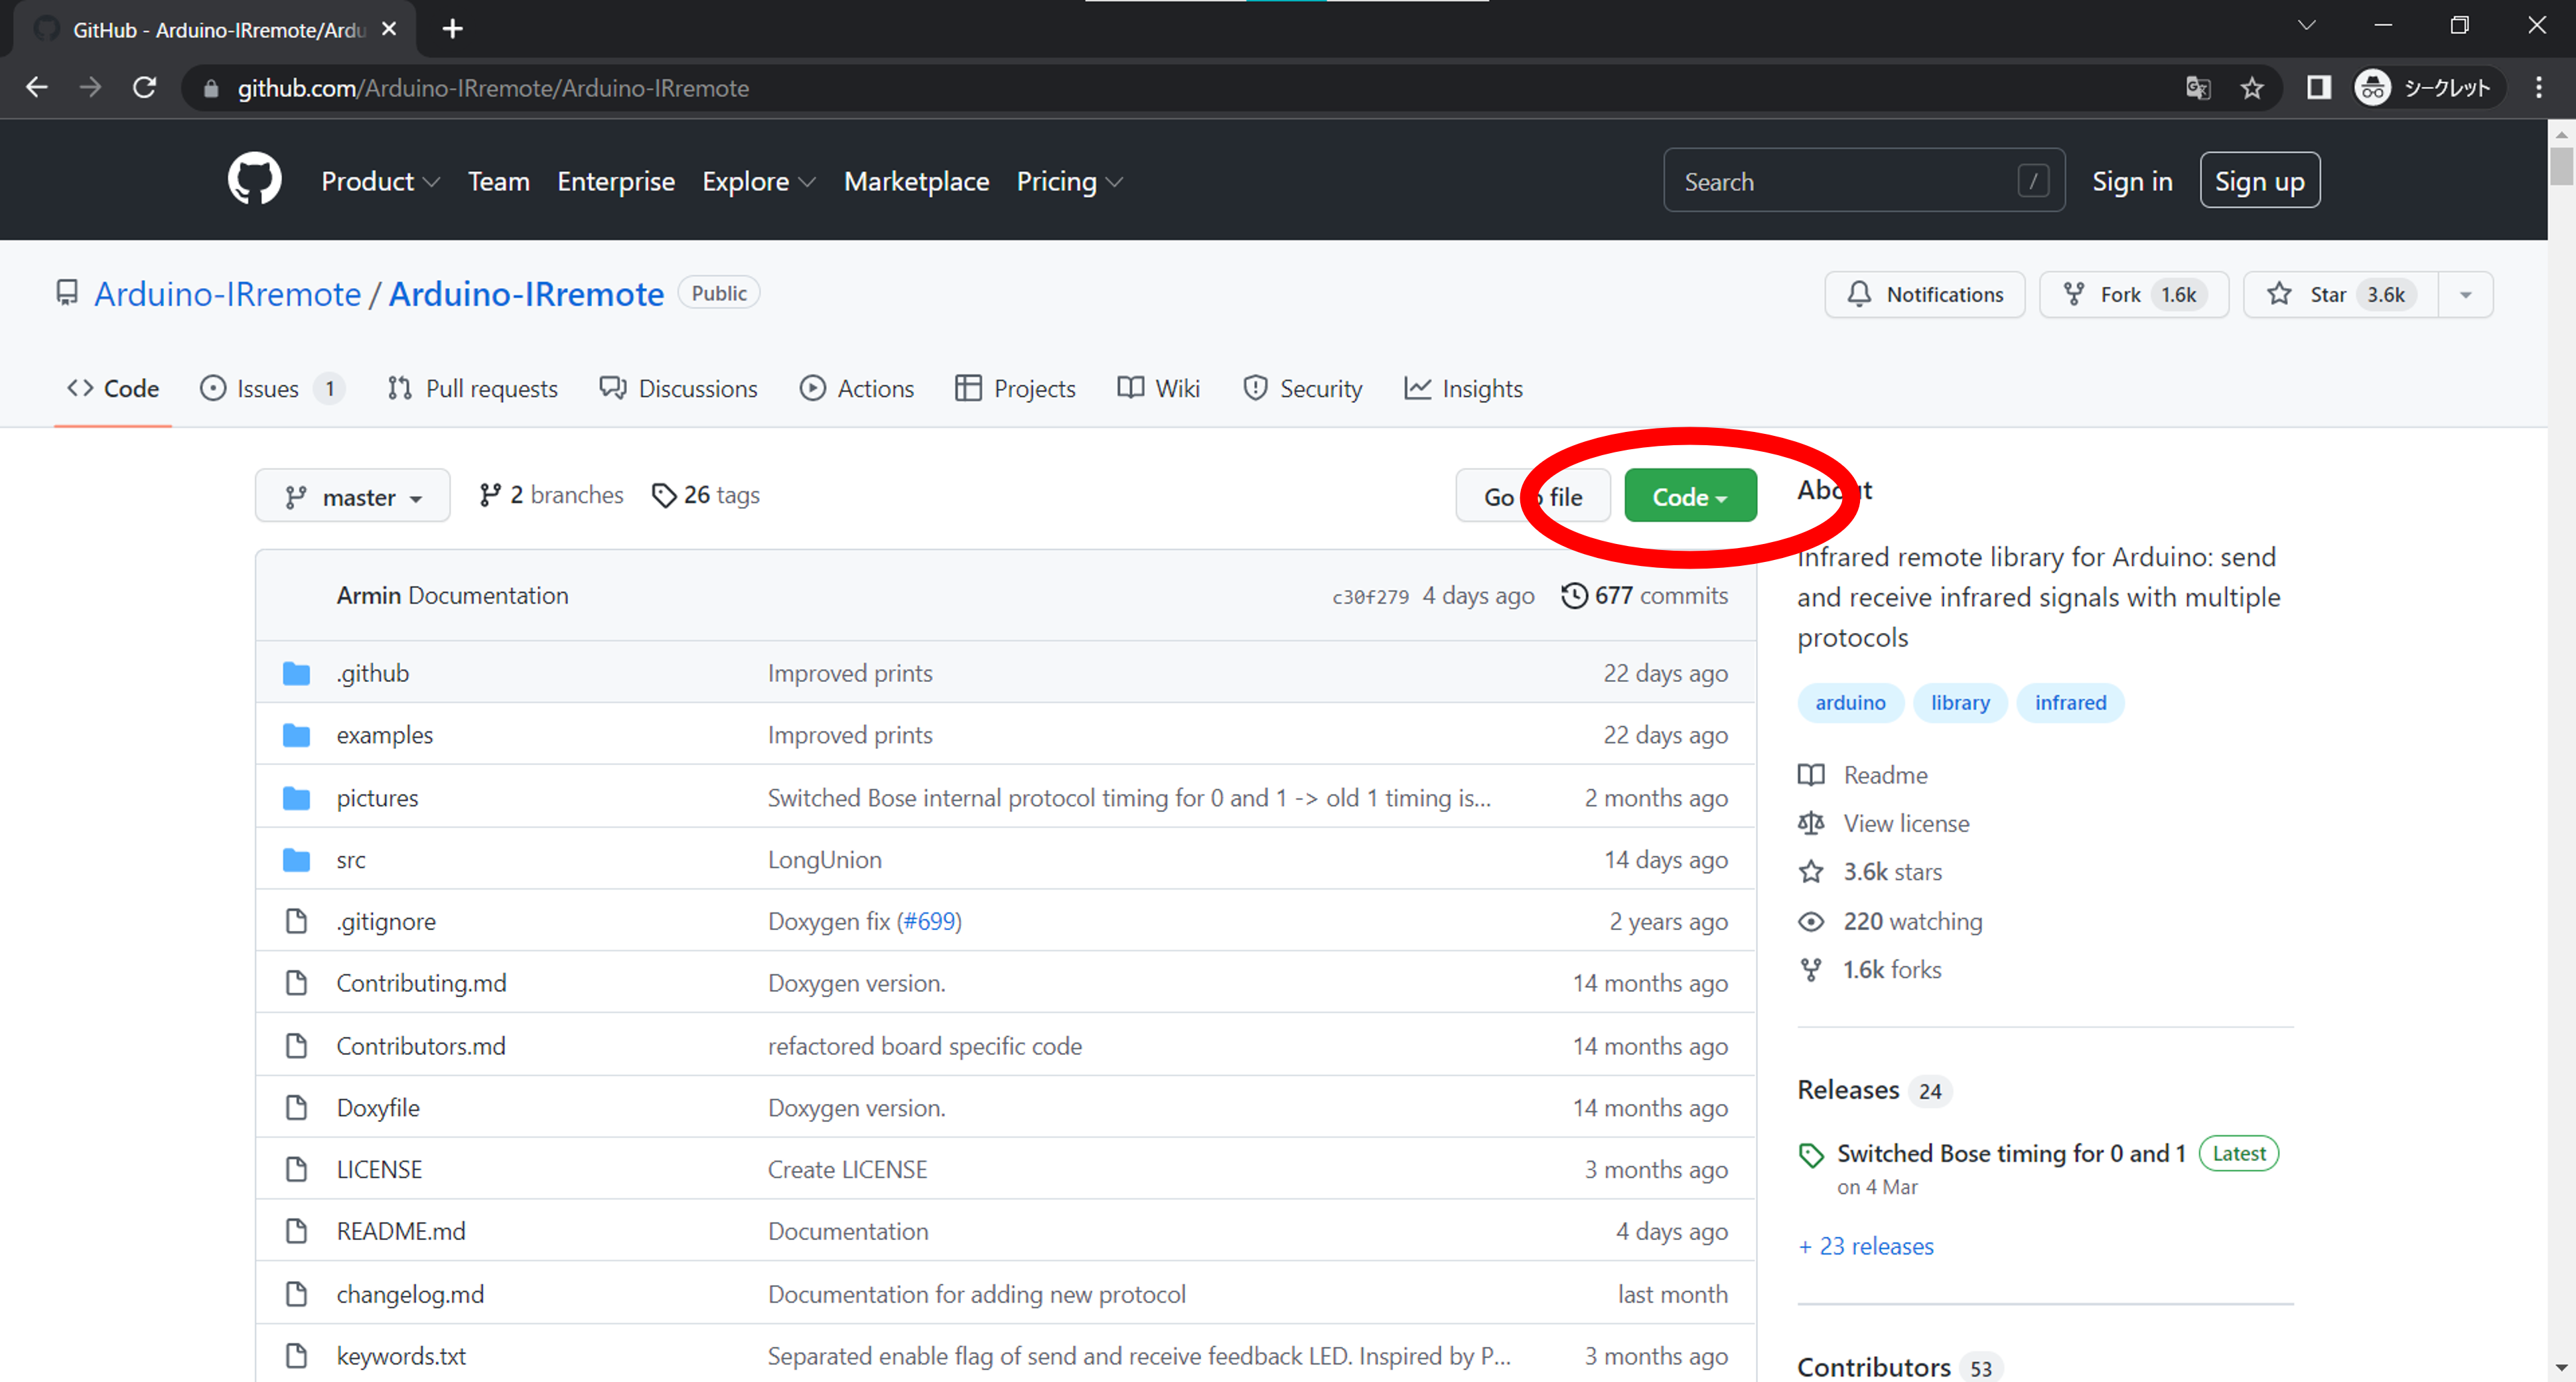 GitHub - Arduino-IRremote/Ardu
github.com/Arduino-IRremote/Arduino-IRremote
シークレット
Product Team Enterprise Explore Marketplace Pricing
Search /
Sign in
Sign up
Arduino-IRremote / Arduino-IRremote Public
Notifications
Fork 1.6k
Star 3.6k
Code
Issues 1
Pull requests
Discussions
Actions
Projects
Wiki
Security
Insights
master
2 branches
26 tags
Go file
Code
Armin Documentation c30f279 4 days ago 677 commits
.github Improved prints 22 days ago
examples Improved prints 22 days ago
pictures Switched Bose internal protocol timing for 0 and 1 -> old 1 timing is... 2 months ago
src LongUnion 14 days ago
.gitignore Doxygen fix (#699) 2 years ago
Contributing.md Doxygen version. 14 months ago
Contributors.md refactored board specific code 14 months ago
Doxyfile Doxygen version. 14 months ago
LICENSE Create LICENSE 3 months ago
README.md Documentation 4 days ago
changelog.md Documentation for adding new protocol last month
keywords.txt Separated enable flag of send and receive feedback LED. Inspired by P... 3 months ago
About
Infrared remote library for Arduino: send
and receive infrared signals with multiple
protocols
arduino library infrared
Readme
View license
3.6k stars
220 watching
1.6k forks
Releases 24
Switched Bose timing for 0 and 1 Latest
on 4 Mar
+ 23 releases
Contributors 53